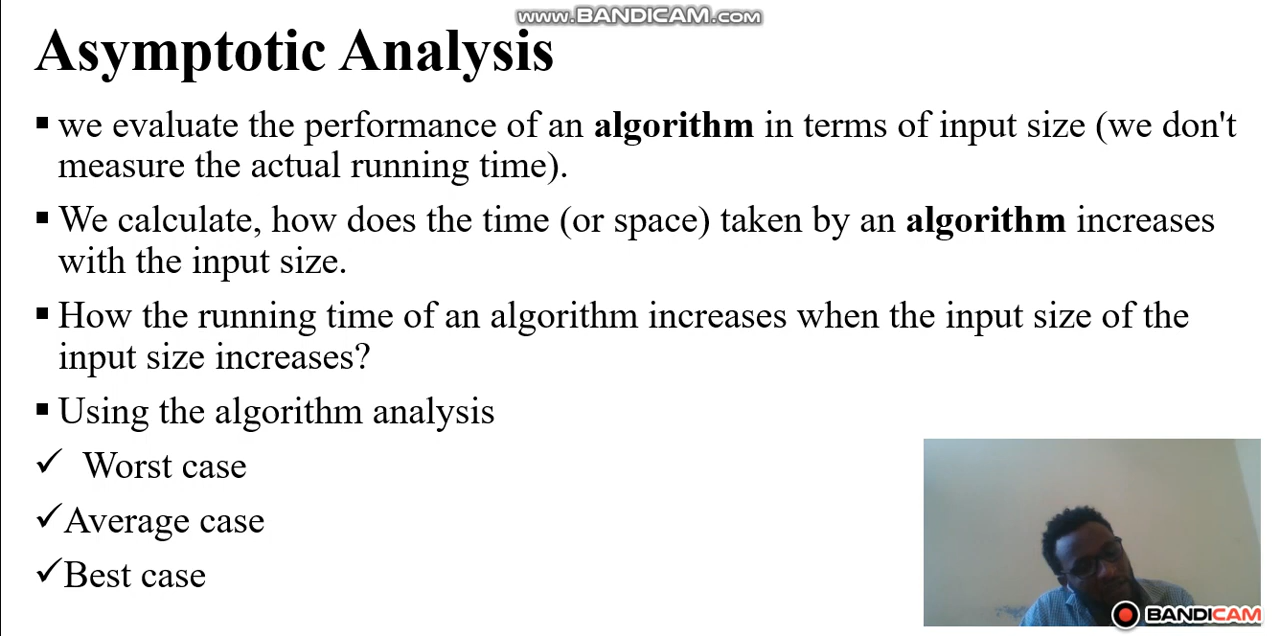 www.BANDICAM.com
Asymptotic Analysis
▪ we evaluate the performance of an algorithm in terms of input size (we don't
measure the actual running time).
▪ We calculate, how does the time (or space) taken by an algorithm increases
with the input size.
▪ How the running time of an algorithm increases when the input size of the
input size increases?
▪ Using the algorithm analysis
✓ Worst case
✓Average case
✓Best case
BANDICAM